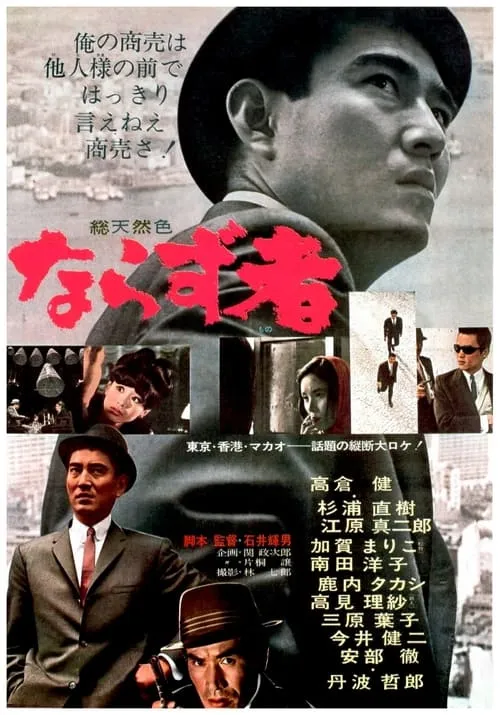 俺の商売は
他人様の前で
はっきり
言えねえ
商売さ！
総天然色
ならず者
もの
東京・香港・マカオ——話題の縦断大ロケ！
脚本 監督・石井輝男
企画・関政次郎
〃・片桐 譲
撮影・林 七郎
高倉 健
杉浦 直樹
江原 真二郎
加賀 まりこ
南田 洋子
鹿内 タカシ
高見 理紗
三原 葉子
今井 健二
安部 徹
丹波 哲郎